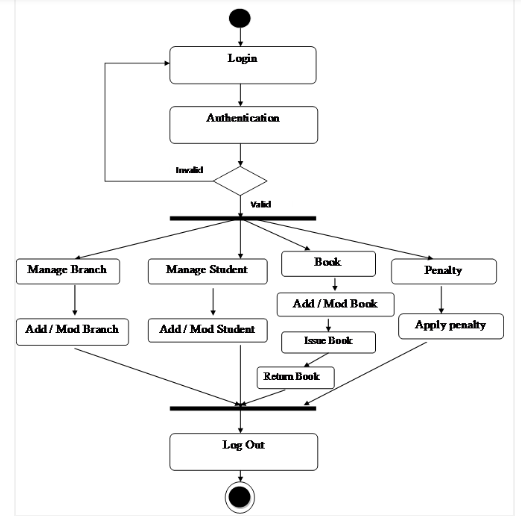 Login
Authentication
Invalid
Valid
Manage Branch
Manage Student
Book
Penalty
Add / Mod Branch
Add / Mod Student
Add / Mod Book
Apply penalty
Issue Book
Return Book
Log Out